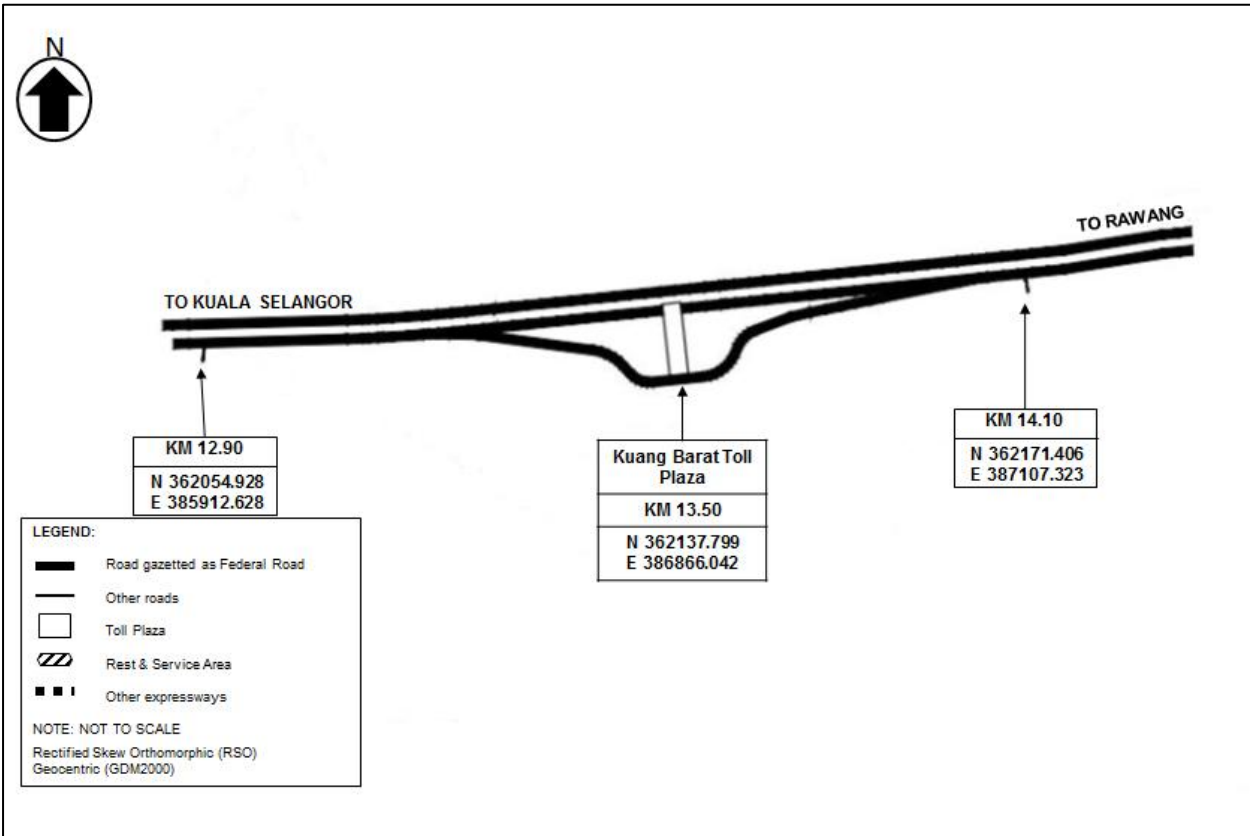 N
TO RAWANG
TO KUALA SELANGOR
KM 12.90
N 362054.928
E 385912.628
Kuang Barat Toll
Plaza
KM 13.50
N 362137.799
E 386866.042
KM 14.10
N 362171.406
E 387107.323
LEGEND:
Road gazetted as Federal Road
Other roads
Toll Plaza
Rest & Service Area
Other expressways
NOTE: NOT TO SCALE
Rectified Skew Orthomorphic (RSO)
Geocentric (GDM2000)